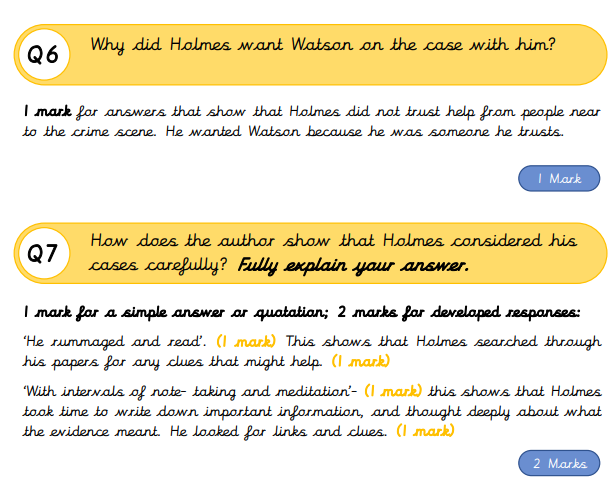 Q6
Why did Holmes want Watson on the case with him?
1 mark for answers that show that Holmes did not trust help from people near
to the crime scene. He wanted Watson because he was someone he trusts.
1 Mark
Q7
How does the author show that Holmes considered his
cases carefully? Fully explain your answer.
1 mark for a simple answer or quotation; 2 marks for developed responses:
'He rummaged and read'. (1 mark) This shows that Holmes searched through
his papers for any clues that might help. (1 mark)
'With intervals of note- taking and meditation'- (1 mark) this shows that Holmes
took time to write down important information, and thought deeply about what
the evidence meant. He looked for links and clues. (1 mark)
2 Marks